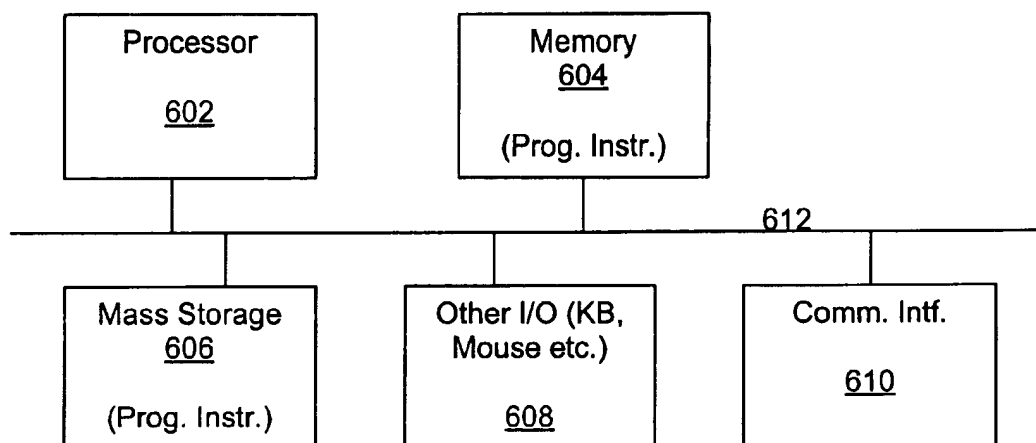 Processor
602
Memory
604
(Prog. Instr.)
612
Mass Storage
606
(Prog. Instr.)
Other I/O (KB,
Mouse etc.)
608
Comm. Intf.
610